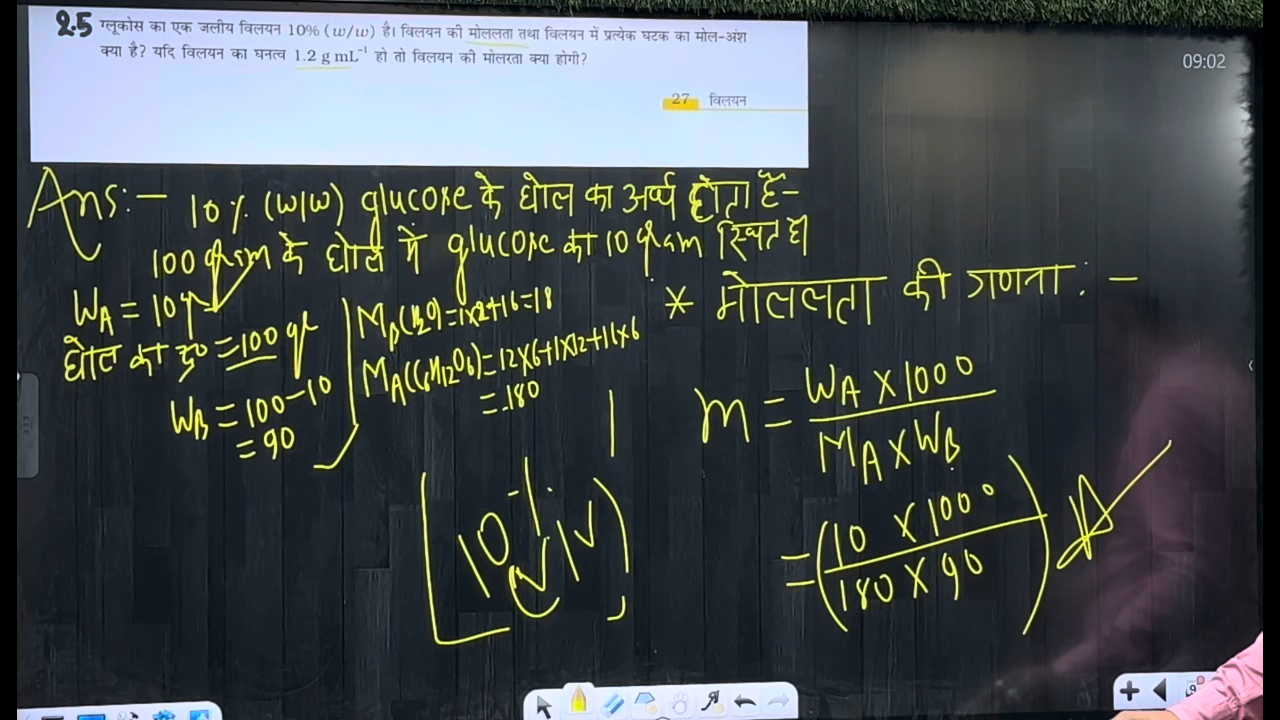 2.5 ग्लूकोस का एक जलीय विलयन 10% (w/w) है। विलयन की मोललता तथा विलयन में प्रत्येक घटक का मोल-अंश
क्या है? यदि विलयन का घनत्व 1.2 g mL⁻¹ हो तो विलयन की मोलरता क्या होगी?
09:02
27 विलयन
Ans:- 10% (w/w) glucose के घोल का अर्थ होता है-
100 gram के घोल में glucose का 10 gram स्थित है।
WA = 10g
घोल का द्र० = 100 gr
WB = 100-10
= 90
MB(H2O) = 1x2+16=18
MA(C6H12O6) = 12x6+1x12+16x6
= 180
* मोललता की गणना :-
m = WA x 1000 / MA x WB
= (10 x 1000 / 180 x 90) A